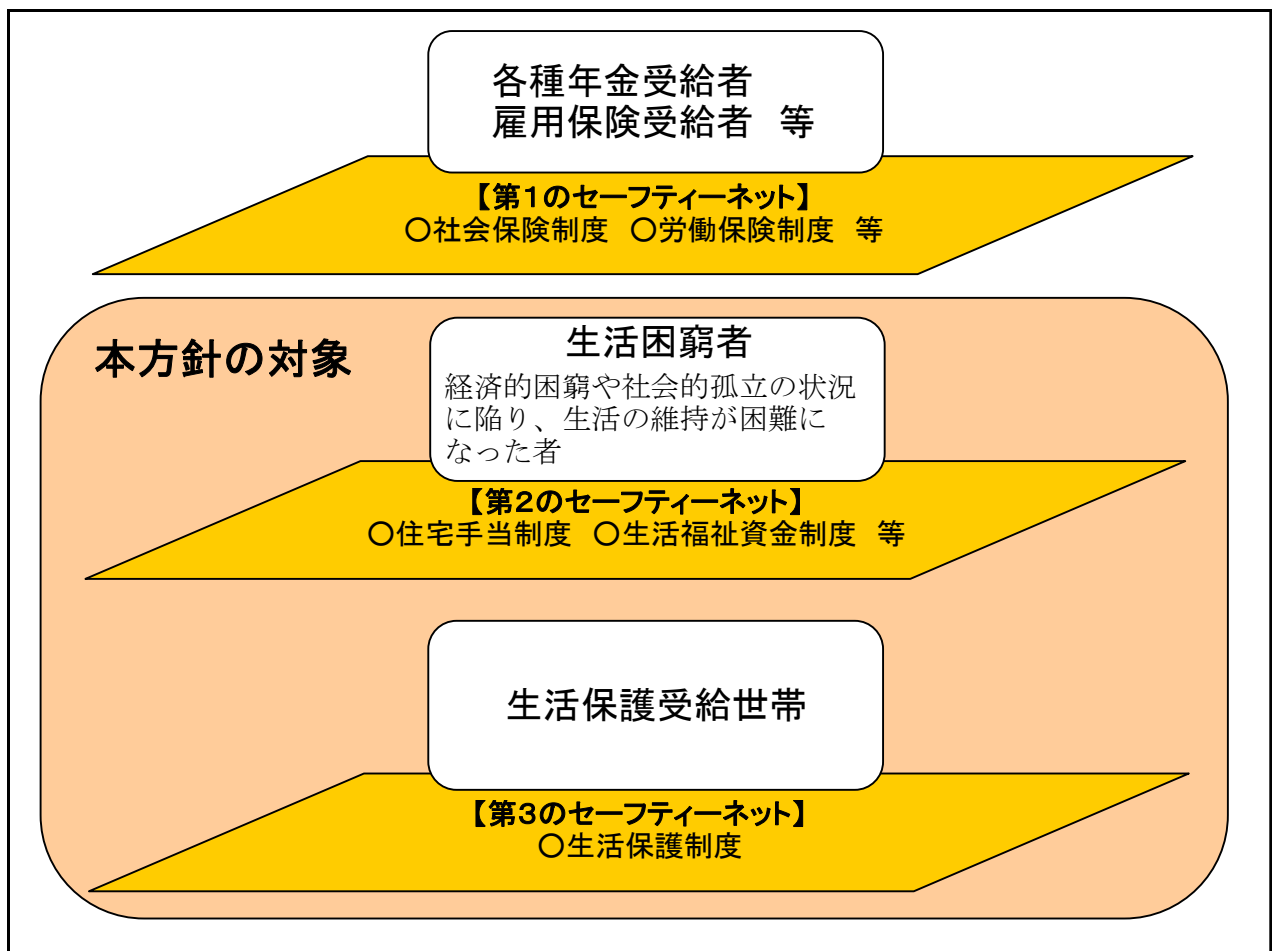 各種年金受給者
雇用保険受給者　等
【第１のセーフティーネット】
○社会保険制度　○労働保険制度　等
本方針の対象
生活困窮者
経済的困窮や社会的孤立の状況
に陥り、生活の維持が困難に
なった者
【第２のセーフティーネット】
○住宅手当制度　○生活福祉資金制度　等
生活保護受給世帯
【第３のセーフティーネット】
○生活保護制度